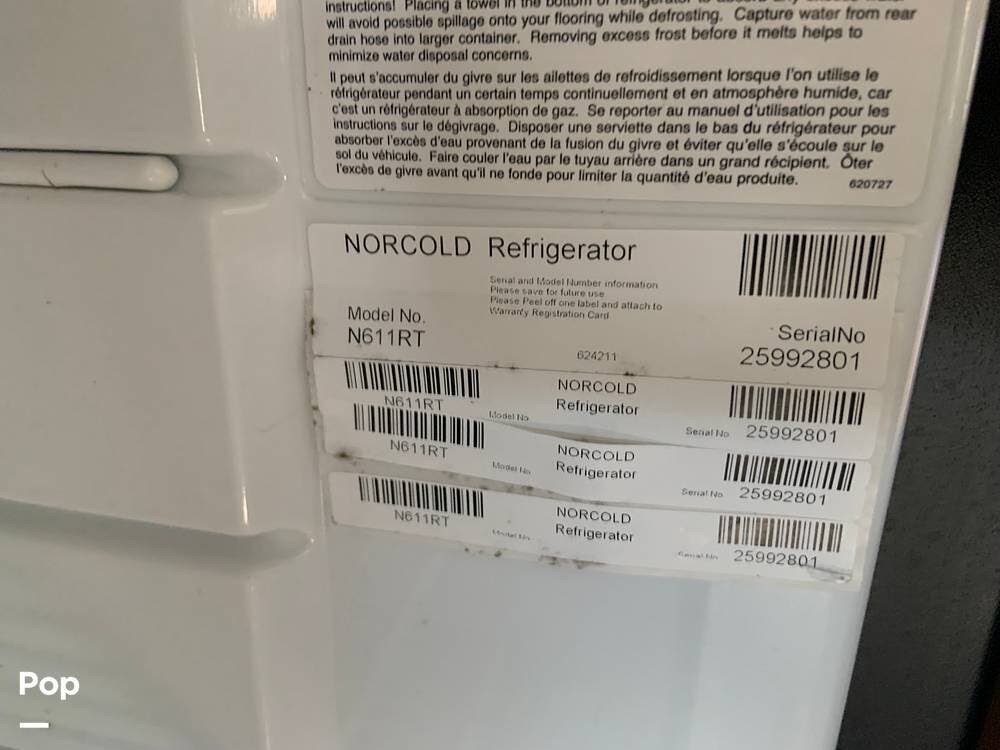 instructions! Placing a towel in the bottom of refrigerator to absorb any excess water
will avoid possible spillage onto your flooring while defrosting. Capture water from rear
drain hose into larger container. Removing excess frost before it melts helps to
minimize water disposal concerns.
Il peut s'accumuler du givre sur les ailettes de refroidissement lorsque l'on utilise le
réfrigérateur pendant un certain temps continuellement et en atmosphère humide, car
c'est un réfrigérateur à absorption de gaz. Se reporter au manuel d'utilisation pour les
instructions sur le dégivrage. Disposer une serviette dans le bas du réfrigérateur pour
absorber l'excès d'eau provenant de la fusion du givre et éviter qu'elle s'écoule sur le
sol du véhicule. Faire couler l'eau par le tuyau arrière dans un grand récipient. Ôter
l'excès de givre avant qu'il ne fonde pour limiter la quantité d'eau produite.
620727
NORCOLD Refrigerator
Serial and Model Number information
Please save for future use
Please Peel off one label and attach to
Warranty Registration Card
Model No.
N611RT
624211
SerialNo
25992801
N611RT
Model No
NORCOLD
Refrigerator
Serial No 25992801
N611RT
Model No
NORCOLD
Refrigerator
Serial No 25992801
N611RT
Model No
NORCOLD
Refrigerator
Serial No 25992801
Pop